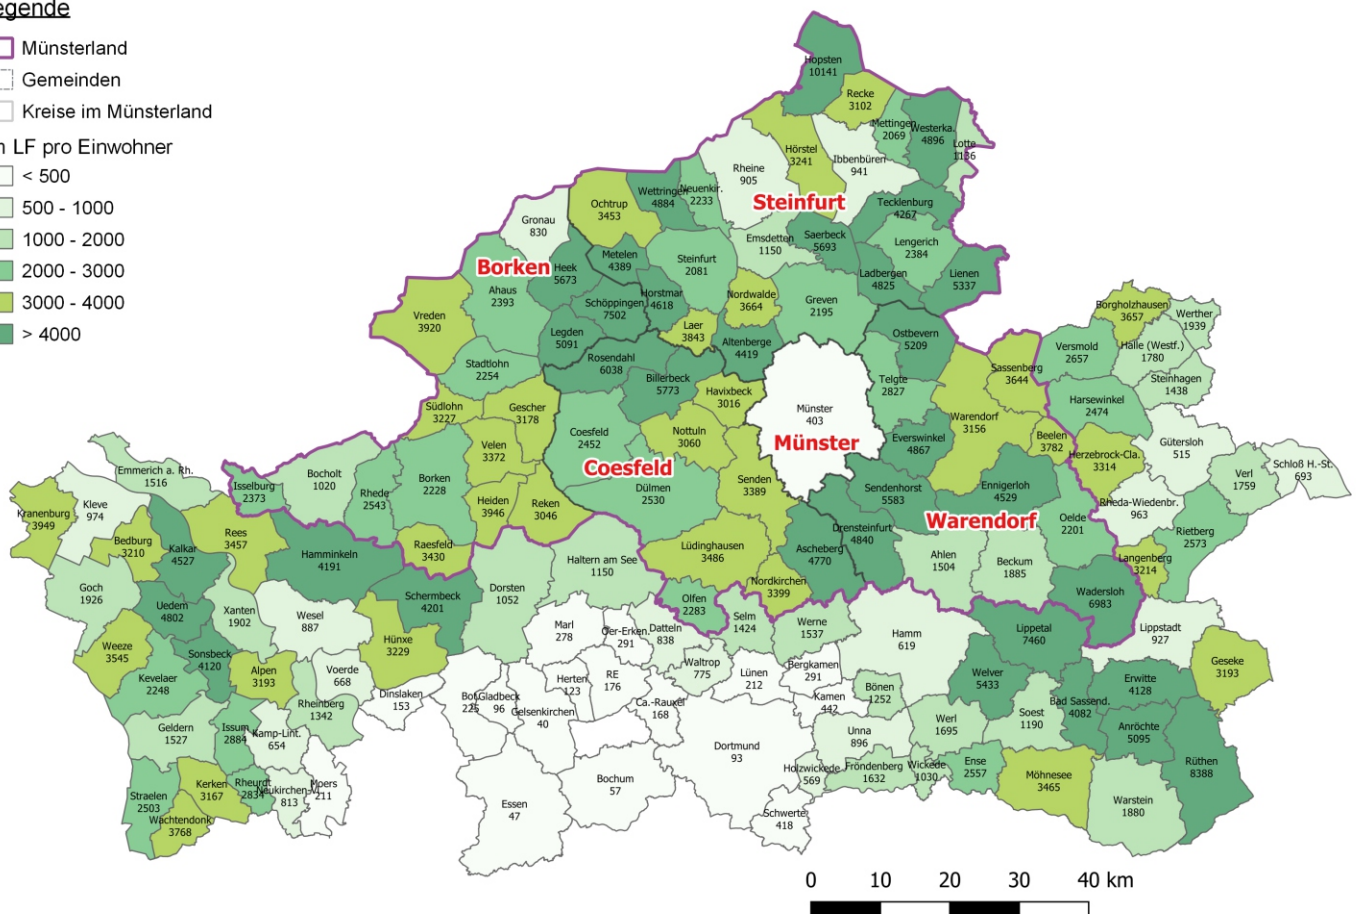 egende
Münsterland
Gemeinden
Kreise im Münsterland
LF pro Einwohner
< 500
500 - 1000
1000 - 2000
2000 - 3000
3000 - 4000
> 4000
Hopsten
10141
Recke
3102
Mettingen
2069
Westerka.
4896
Lotte
1136
Hörstel
3241
Ibbenbüren
941
Rheine
905
Steinfurt
Wettringen
4884
Neuenkir.
2233
Ochtrup
3453
Gronau
830
Tecklenburg
4267
Lengerich
2384
Emsdetten
1150
Saerbeck
5693
Ladbergen
4825
Lienen
5337
Metelen
4389
Steinfurt
2081
Borken
Heek
5673
Ahaus
2393
Horstmar
4618
Schöppingen
7502
Nordwalde
3664
Greven
2195
Vreden
3920
Legden
5091
Laer
3843
Altenberge
4419
Ostbevern
5209
Stadtlohn
2254
Rosendahl
6038
Billerbeck
5773
Havixbeck
3016
Telgte
2827
Sassenberg
3644
Borgholzhausen
3657
Werther
1939
Versmold
2657
Halle (Westf.)
1780
Steinhagen
1438
Harsewinkel
2474
Südlohn
3227
Gescher
3178
Coesfeld
2452
Nottuln
3060
Münster
403
Münster
Warendorf
3156
Everswinkel
4867
Beelen
3782
Herzebrock-Cla.
3314
Gütersloh
515
Verl
1759
Schloß H.-St.
693
Velen
3372
Coesfeld
Dülmen
2530
Senden
3389
Sendenhorst
5583
Ennigerloh
4529
Warendorf
Oelde
2201
Rheda-Wiedenbr.
963
Rietberg
2573
Langenberg
3214
Emmerich a. Rh.
1516
Isselburg
2373
Bocholt
1020
Rhede
2543
Borken
2228
Heiden
3946
Reken
3046
Raesfeld
3430
Kranenburg
3949
Kleve
974
Bedburg
3210
Kalkar
4527
Rees
3457
Hamminkeln
4191
Schermbeck
4201
Dorsten
1052
Haltern am See
1150
Lüdinghausen
3486
Ascheberg
4770
Drensteinfurt
4840
Ahlen
1504
Beckum
1885
Wadersloh
6983
Nordkirchen
3399
Olfen
2283
Selm
1424
Werne
1537
Hamm
619
Lippetal
7460
Lippstadt
927
Geseke
3193
Goch
1926
Uedem
4802
Xanten
1902
Wesel
887
Hünxe
3229
Marl
278
Oer-Erken.
291
Datteln
838
Waltrop
775
Lünen
212
Bergkamen
291
Kamen
442
Bönen
1252
Welver
5433
Soest
1190
Bad Sassend.
4082
Erwitte
4128
Anröchte
5095
Rüthen
8388
Weeze
3545
Sonsbeck
4120
Kevelaer
2248
Alpen
3193
Voerde
668
Dinslaken
153
Bot.
225
Gladbeck
96
Gelsenkirchen
40
Herten
123
RE
176
Ca.-Rauxel
168
Dortmund
93
Unna
896
Werl
1695
Rheinberg
1342
Geldern
1527
Issum
2884
Kamp-Lint.
654
Holzwickede
569
Fröndenberg
1632
Wickede
1030
Ense
2557
Möhnesee
3465
Warstein
1880
Straelen
2503
Kerken
3167
Wachtendonk
3768
Rheurdt
2834
Neukirchen-V.
813
Moers
211
Essen
47
Bochum
57
Schwerte
418
0 10 20 30 40 km